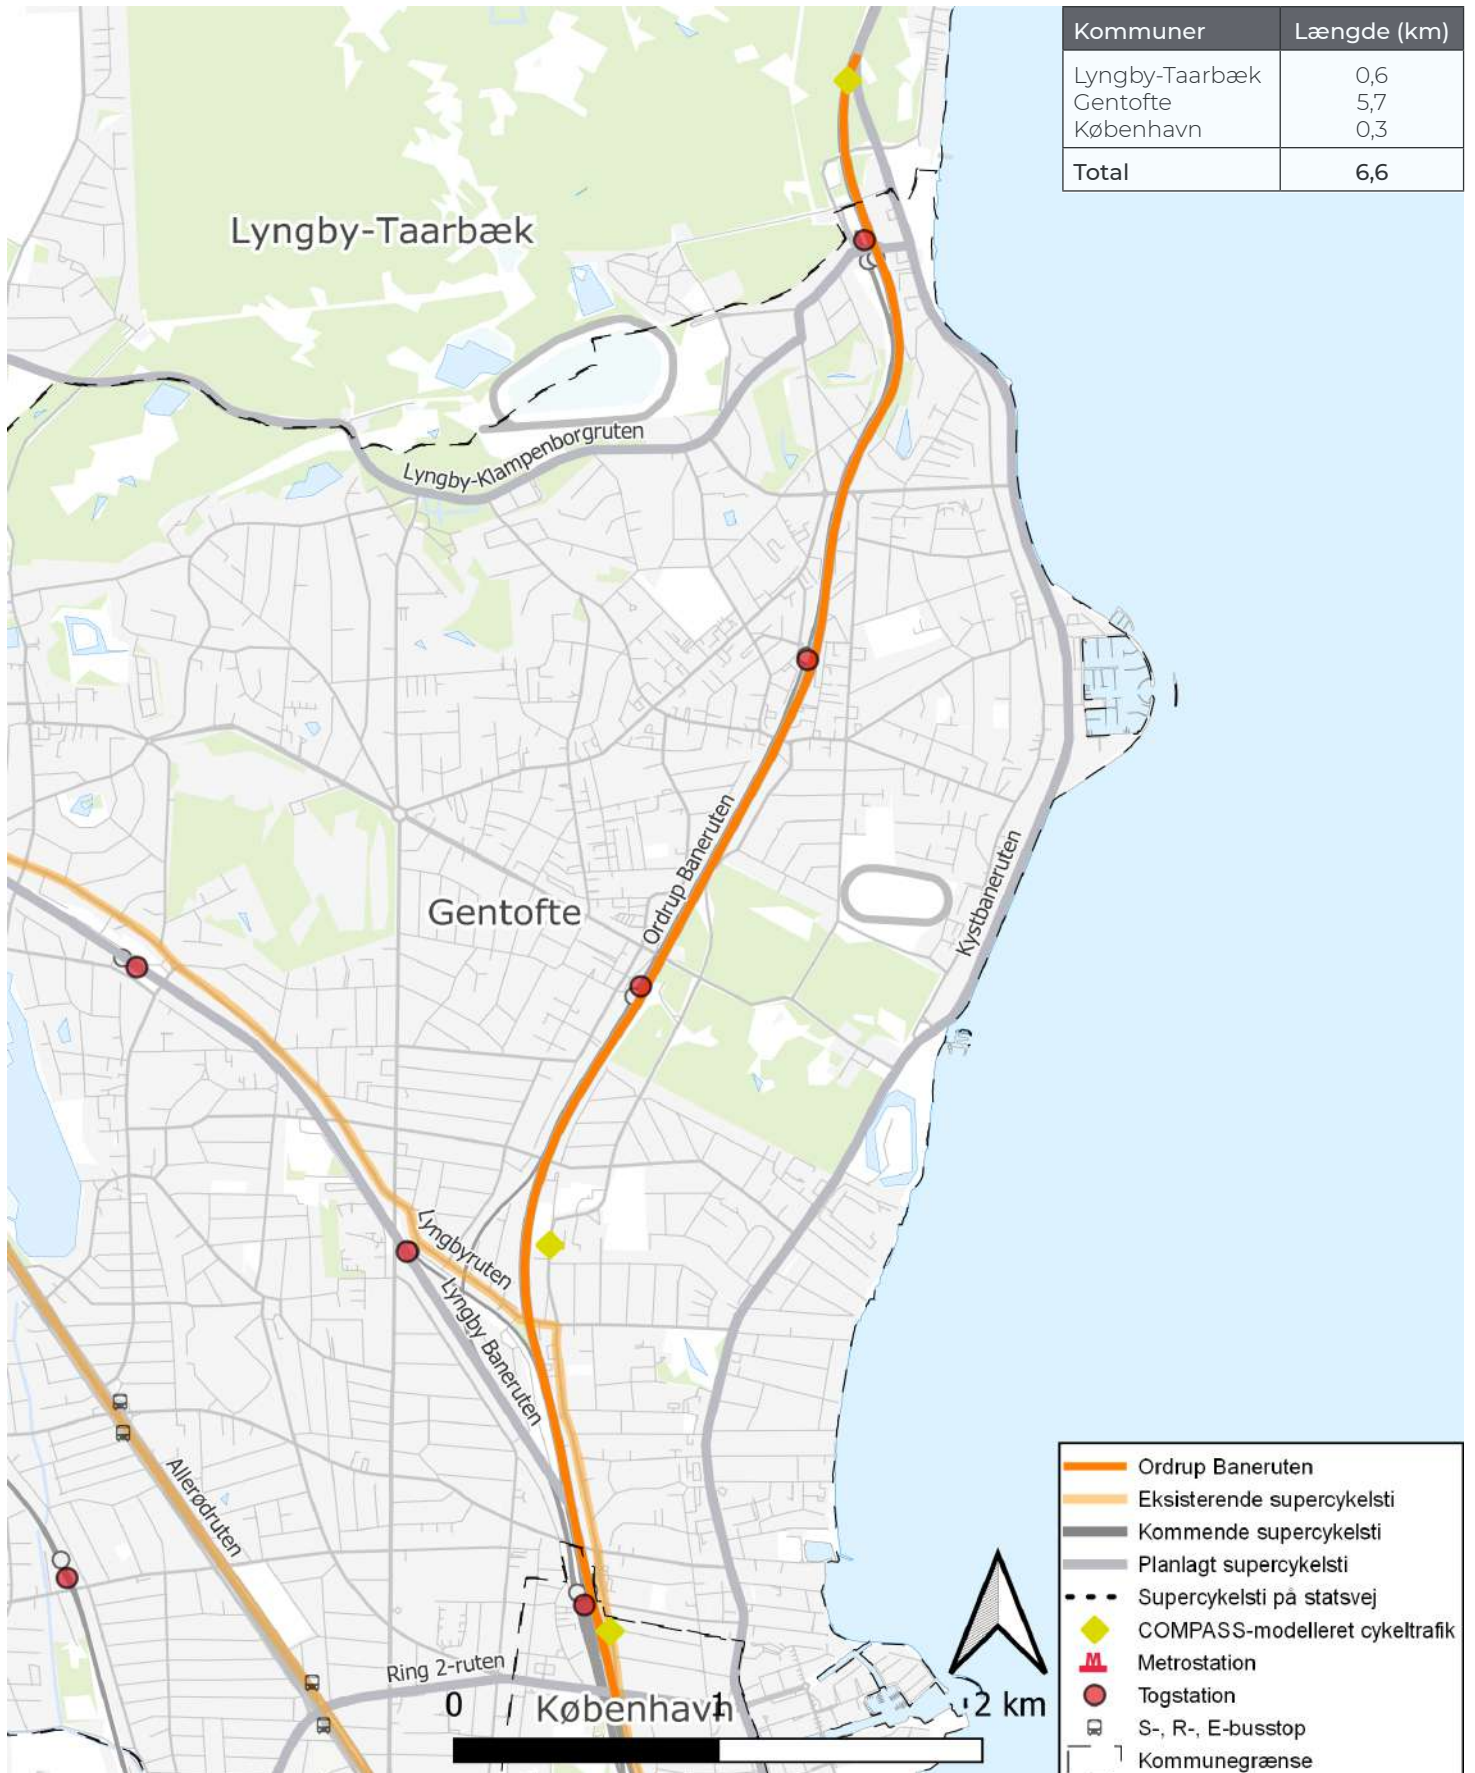 Kommuner Længde (km)
Lyngby-Taarbæk 0,6
Gentofte 5,7
København 0,3
Total 6,6
Lyngby-Taarbæk
Lyngby-Klampenborgruten
Ordrup Baneruten
Kystbaneruten
Gentofte
Lyngbyruten
Lyngby Baneruten
Allerødruten
Ring 2-ruten
København
0 1 2 km
Ordrup Baneruten
Eksisterende supercykelsti
Kommende supercykelsti
Planlagt supercykelsti
Supercykelsti på statsvej
COMPASS-modelleret cykeltrafik
M Metrostation
Togstation
S-, R-, E-busstop
Kommunegrænse